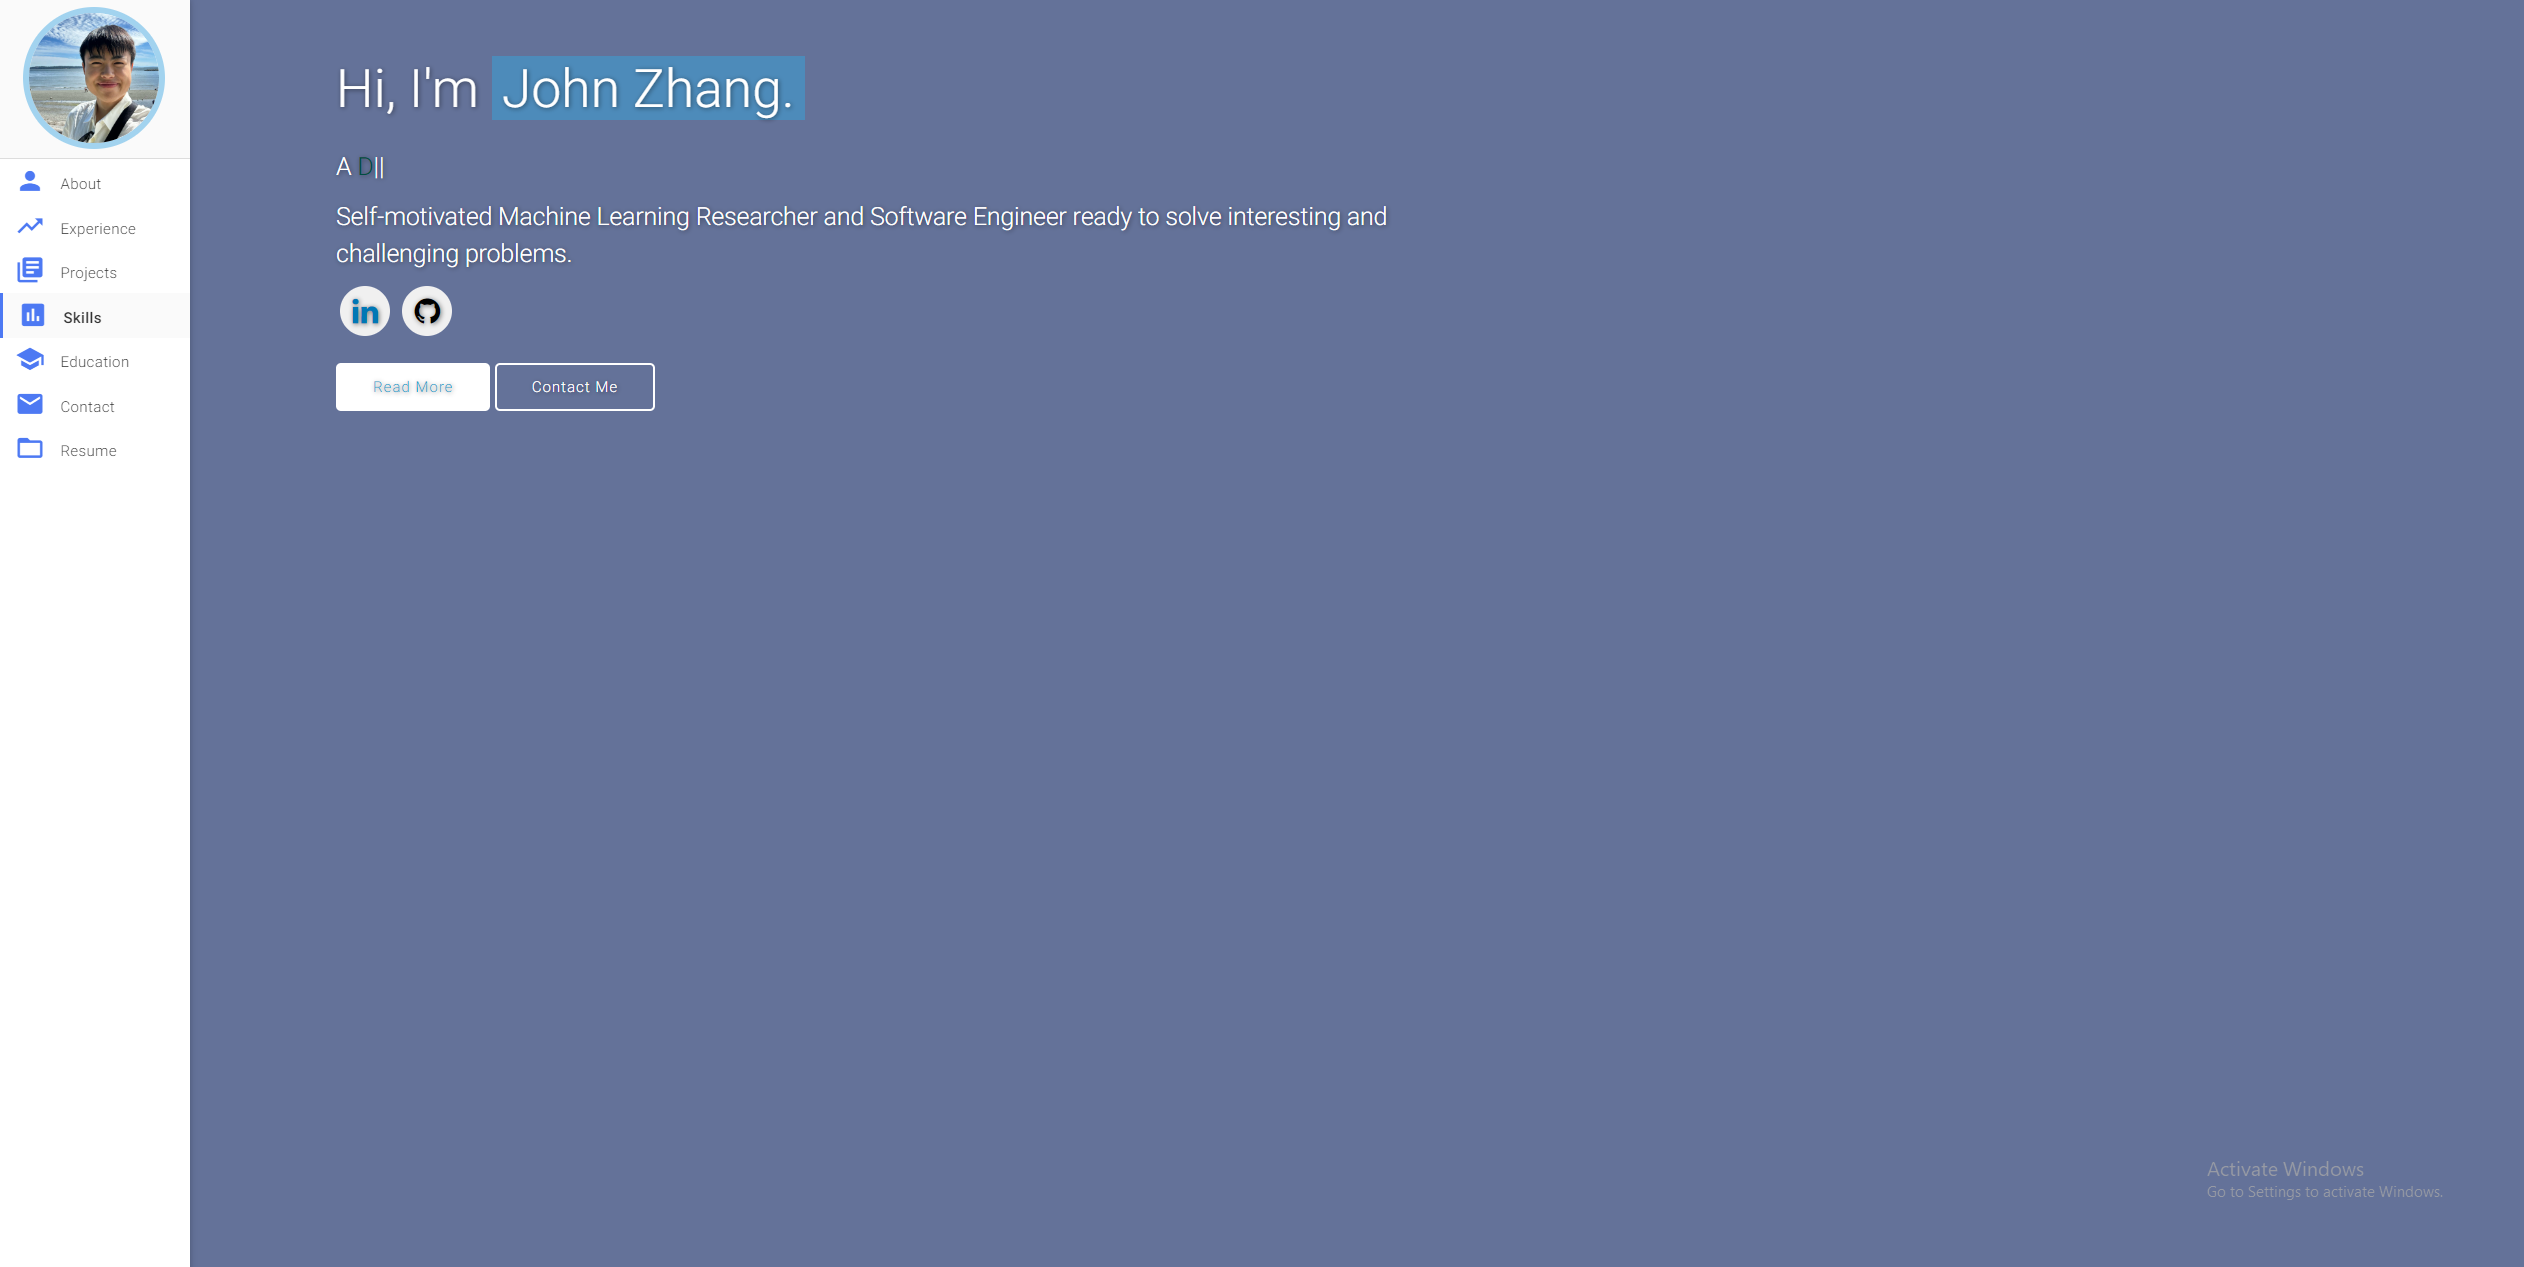 About
Experience
Projects
Skills
Education
Contact
Resume
Hi, I'm John Zhang.
A D||
Self-motivated Machine Learning Researcher and Software Engineer ready to solve interesting and
challenging problems.
in
Read More Contact Me
Activate Windows
Go to Settings to activate Windows.